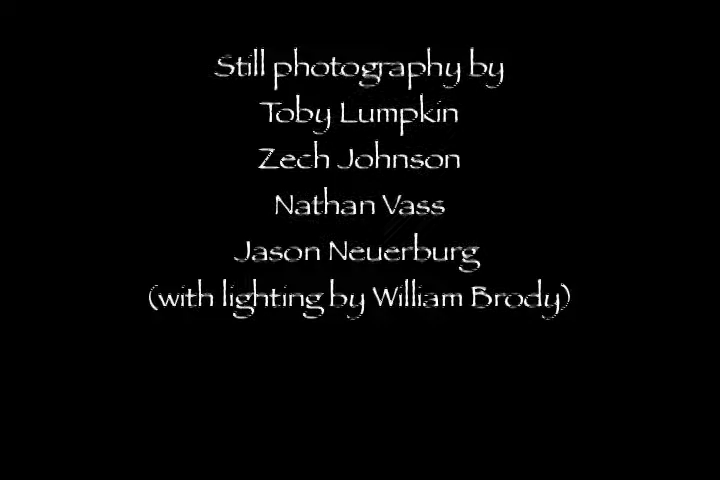 Still photography by
Toby Lumpkin
Zech Johnson
Nathan Vass
Jason Neuerburg
(with lighting by William Brody)